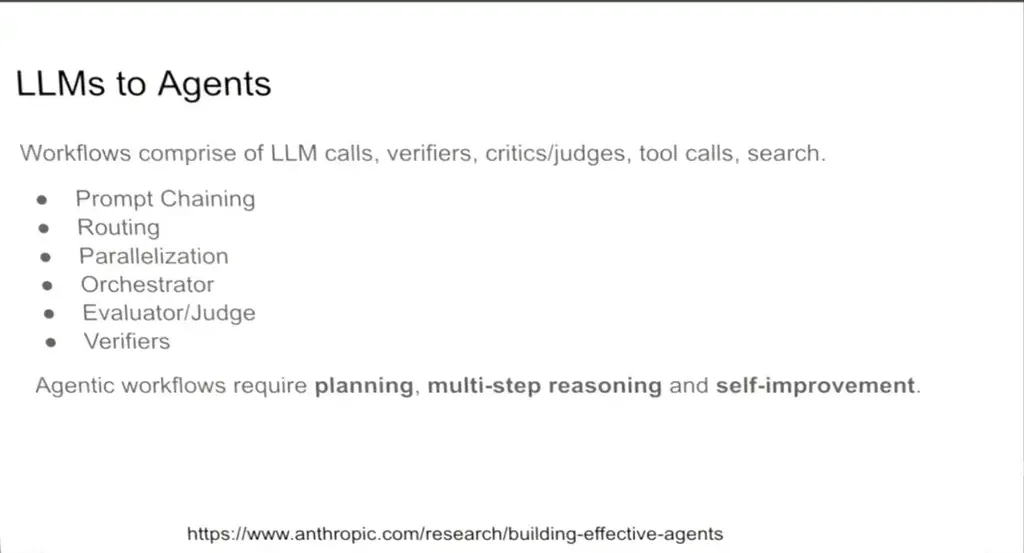 LLMs to Agents
Workflows comprise of LLM calls, verifiers, critics/judges, tool calls, search.
● Prompt Chaining
● Routing
● Parallelization
● Orchestrator
● Evaluator/Judge
● Verifiers
Agentic workflows require planning, multi-step reasoning and self-improvement.
https://www.anthropic.com/research/building-effective-agents